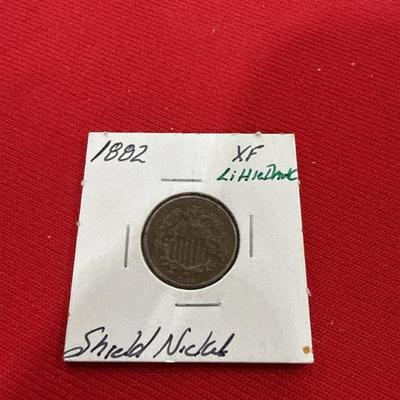 1882 XF
Little Dark
Shield Nickel